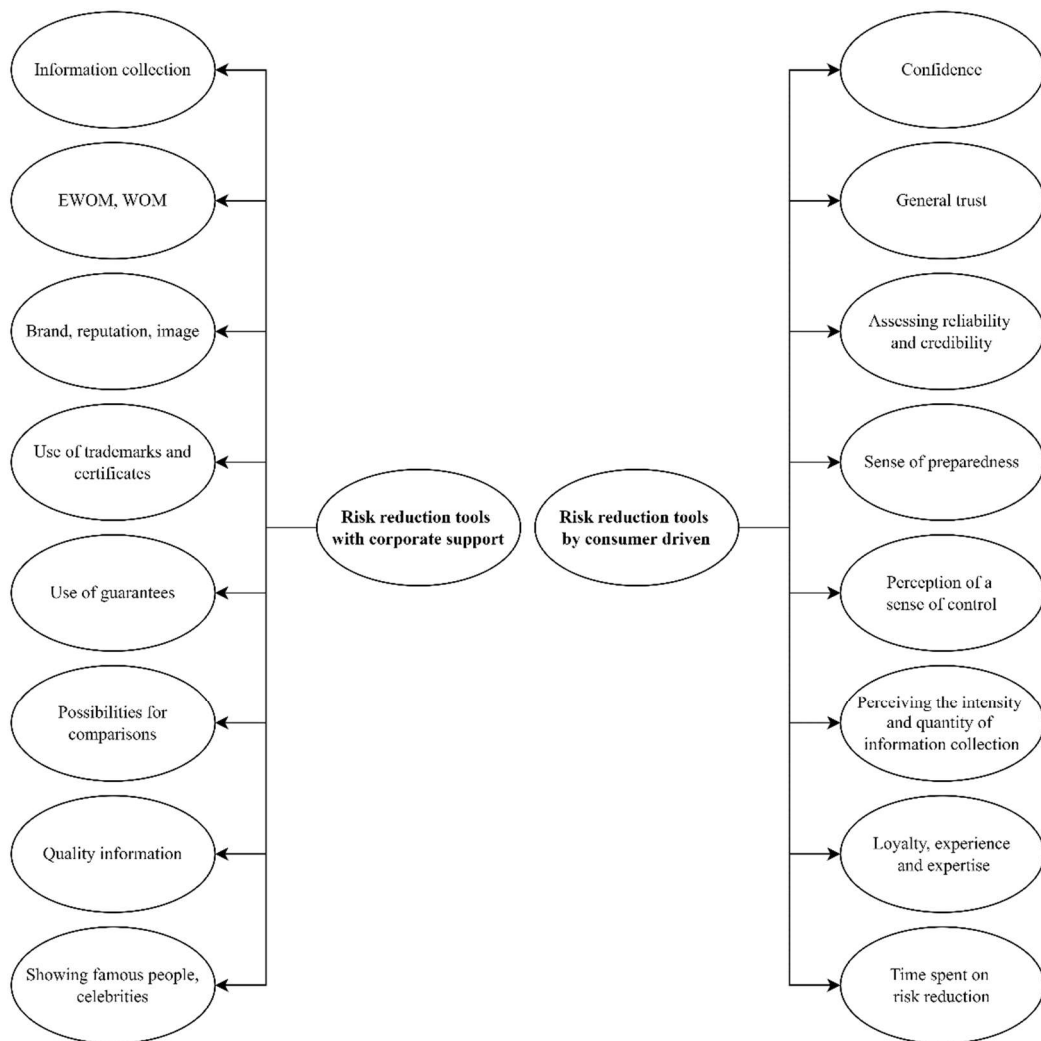 Information collection
EWOM, WOM
Brand, reputation, image
Use of trademarks and
certificates
Use of guarantees
Possibilities for
comparisons
Quality information
Showing famous people,
celebrities
Risk reduction tools
with corporate support
Risk reduction tools
by consumer driven
Confidence
General trust
Assessing reliability
and credibility
Sense of preparedness
Perception of a
sense of control
Perceiving the intensity
and quantity of
information collection
Loyalty, experience
and expertise
Time spent on
risk reduction